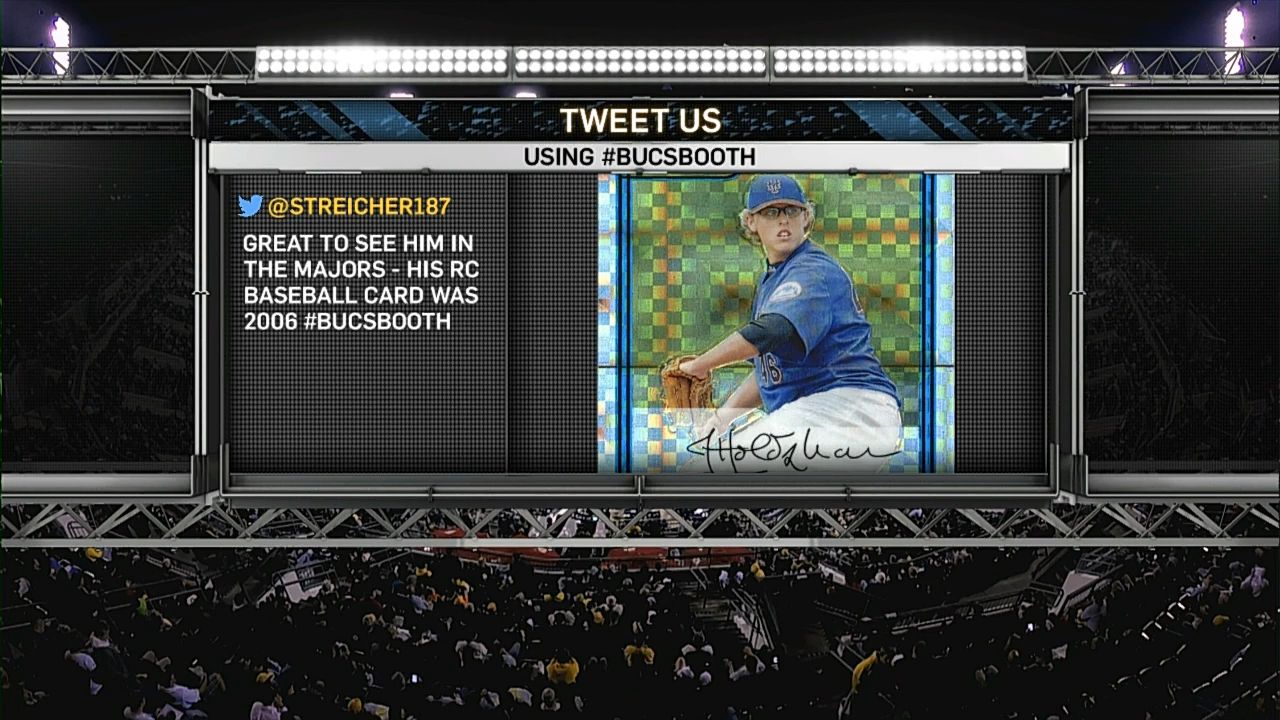 TWEET US
USING #BUCSBOOTH
@STREICHER187
GREAT TO SEE HIM IN
THE MAJORS - HIS RC
BASEBALL CARD WAS
2006 #BUCSBOOTH